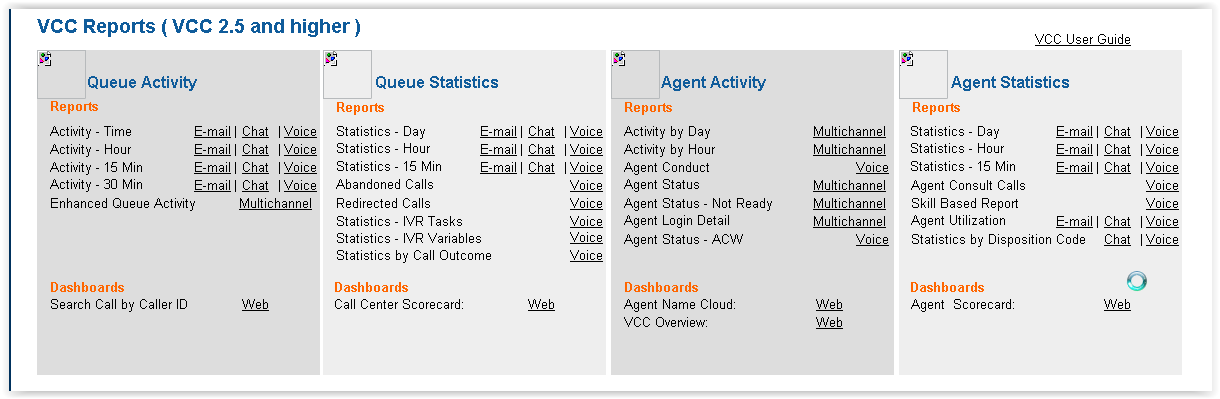 VCC Reports ( VCC 2.5 and higher )
VCC User Guide
Queue Activity
Reports
Activity - Time E-mail | Chat | Voice
Activity - Hour E-mail | Chat | Voice
Activity - 15 Min E-mail | Chat | Voice
Activity - 30 Min E-mail | Chat | Voice
Enhanced Queue Activity Multichannel
Dashboards
Search Call by Caller ID Web
Queue Statistics
Reports
Statistics - Day E-mail | Chat | Voice
Statistics - Hour E-mail | Chat | Voice
Statistics - 15 Min E-mail | Chat | Voice
Abandoned Calls Voice
Redirected Calls Voice
Statistics - IVR Tasks Voice
Statistics - IVR Variables Voice
Statistics by Call Outcome Voice
Dashboards
Call Center Scorecard: Web
Agent Activity
Reports
Activity by Day Multichannel
Activity by Hour Multichannel
Agent Conduct Voice
Agent Status Multichannel
Agent Status - Not Ready Multichannel
Agent Login Detail Multichannel
Agent Status - ACW Voice
Dashboards
Agent Name Cloud: Web
VCC Overview: Web
Agent Statistics
Reports
Statistics - Day E-mail | Chat | Voice
Statistics - Hour E-mail | Chat | Voice
Statistics - 15 Min E-mail | Chat | Voice
Agent Consult Calls Voice
Skill Based Report Voice
Agent Utilization E-mail | Chat | Voice
Statistics by Disposition Code Chat | Voice
Dashboards
Agent Scorecard: Web